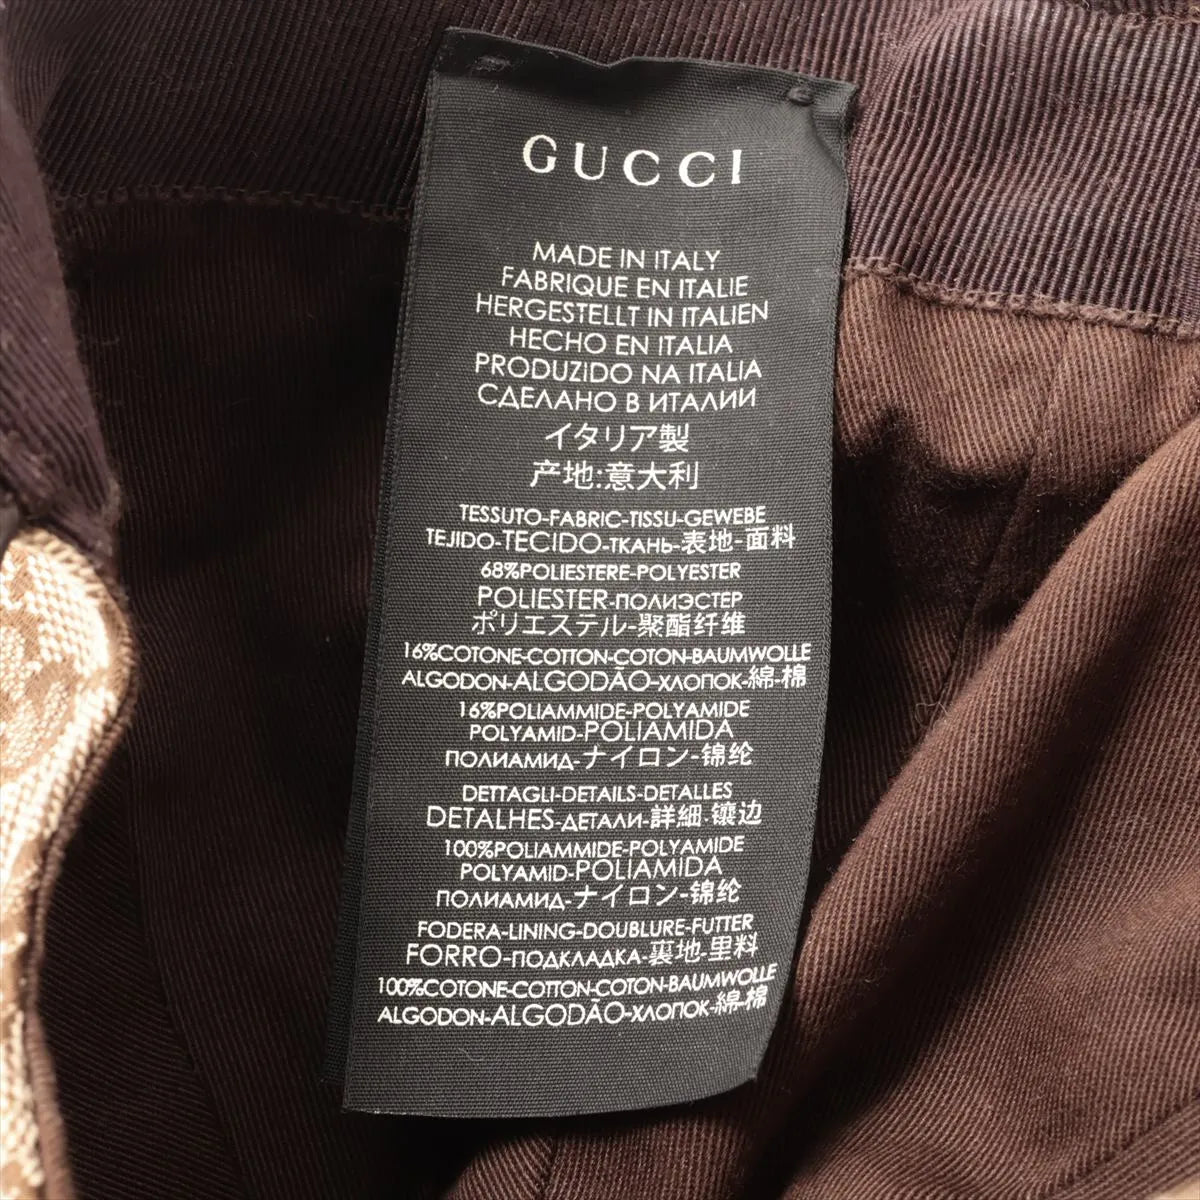 GUCCI
MADE IN ITALY
FABRIQUE EN ITALIE
HERGESTELLT IN ITALIEN
HECHO EN ITALIA
PRODUZIDO NA ITALIA
СДЕЛАНО В ИТАЛИИ
イタリア製
产地:意大利
TESSUTO-FABRIC-TISSU-GEWEBE
TEJIDO-TECIDO-ТКАНЬ-表地-面料
68%POLIESTERE-POLYESTER
POLIESTER-ПОЛИЭСТЕР
ポリエステル-聚酯纤维
16%COTONE-COTTON-COTON-BAUMWOLLE
ALGODON-ALGODÃO-ХЛОПОК-綿-棉
16%POLIAMMIDE-POLYAMIDE
POLYAMID-POLIAMIDA
ПОЛИАМИД-ナイロン-锦纶
DETTAGLI-DETAILS-DETALLES
DETALHES-ДЕТАЛИ-詳細-镶边
100%POLIAMMIDE-POLYAMIDE
POLYAMID-POLIAMIDA
ПОЛИАМИД-ナイロン-锦纶
FODERA-LINING-DOUBLURE-FUTTER
FORRO-ПОДКЛАДКА-裏地-里料
100%COTONE-COTTON-COTON-BAUMWOLLE
ALGODON-ALGODÃO-ХЛОПОК-綿-棉